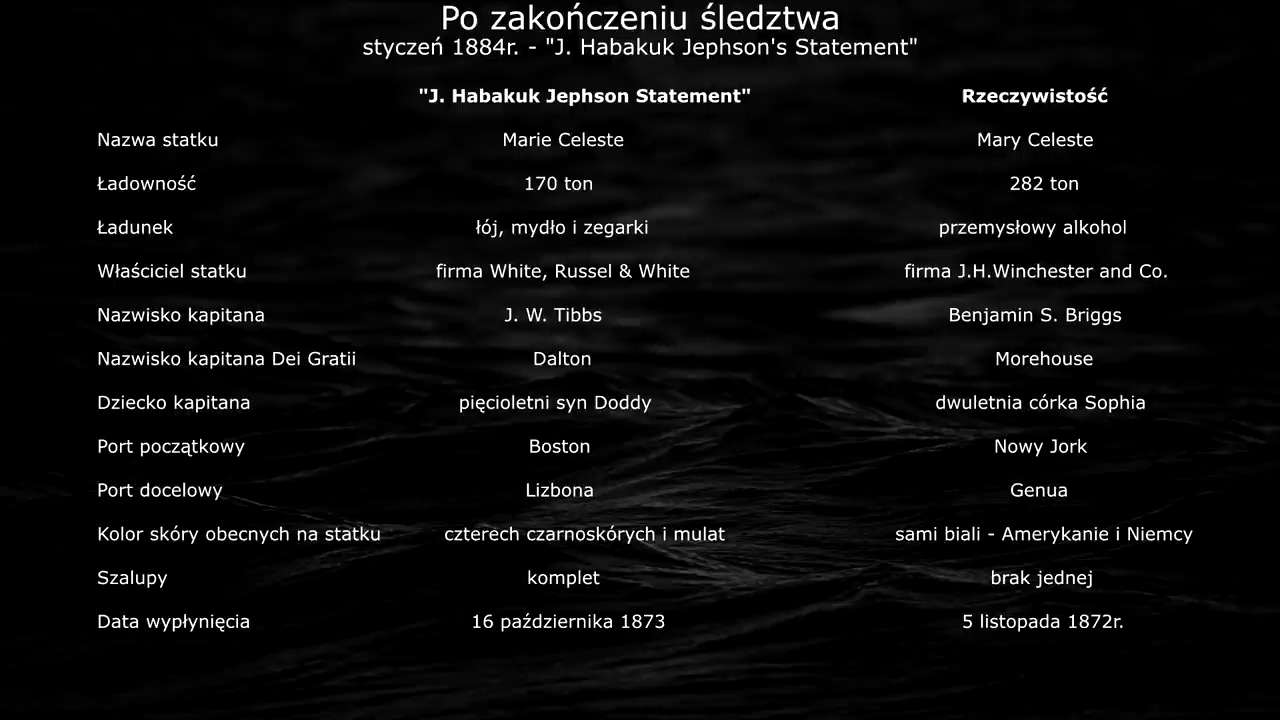 Po zakończeniu śledztwa
styczeń 1884r. - "J. Habakuk Jephson's Statement"
"J. Habakuk Jephson Statement" Rzeczywistość
Nazwa statku Marie Celeste Mary Celeste
Ładowność 170 ton 282 ton
Ładunek łój, mydło i zegarki przemysłowy alkohol
Właściciel statku firma White, Russel & White firma J.H.Winchester and Co.
Nazwisko kapitana J. W. Tibbs Benjamin S. Briggs
Nazwisko kapitana Dei Gratii Dalton Morehouse
Dziecko kapitana pięcioletni syn Doddy dwuletnia córka Sophia
Port początkowy Boston Nowy Jork
Port docelowy Lizbona Genua
Kolor skóry obecnych na statku czterech czarnoskórych i mulat sami biali - Amerykanie i Niemcy
Szalupy komplet brak jednej
Data wypłynięcia 16 października 1873 5 listopada 1872r.